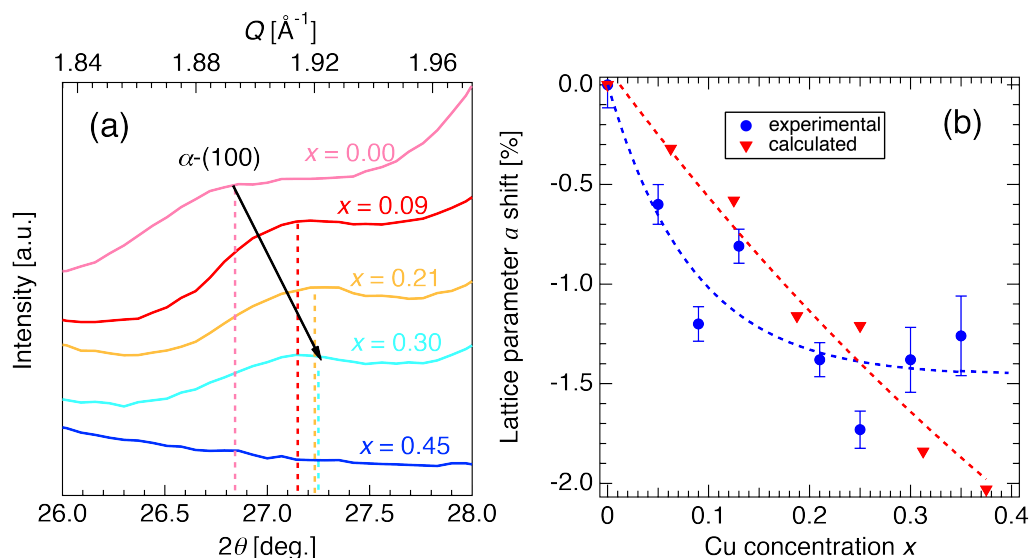 Q [Å⁻¹]
1.84 1.88 1.92 1.96
(a)
x = 0.00
α-(100)
x = 0.09
x = 0.21
x = 0.30
x = 0.45
Intensity [a.u.]
26.0 26.5 27.0 27.5 28.0
2θ [deg.]
(b)
experimental
calculated
Lattice parameter a shift [%]
0.0
-0.5
-1.0
-1.5
-2.0
0.0 0.1 0.2 0.3 0.4
Cu concentration x